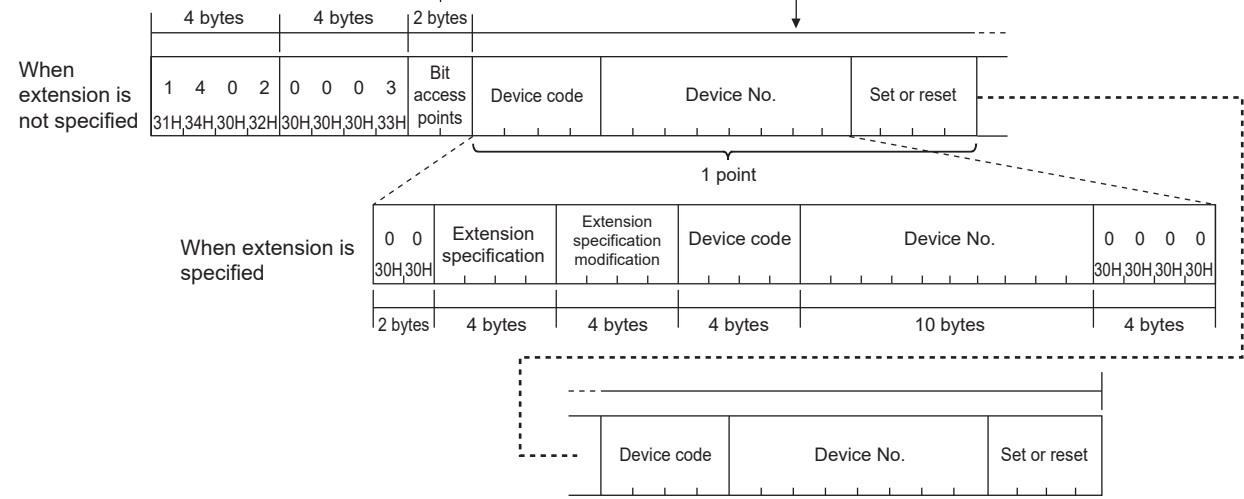 4 bytes 4 bytes 2 bytes
When
extension is
not specified
1 4 0 2 0 0 0 3
31H 34H 30H 32H 30H 30H 30H 33H
Bit
access
points
Device code
Device No.
Set or reset
1 point
When extension is
specified
0 0
30H 30H
Extension
specification
Extension
specification
modification
Device code
Device No.
0 0 0 0
30H 30H 30H 30H
2 bytes 4 bytes 4 bytes 4 bytes 10 bytes 4 bytes
Device code
Device No.
Set or reset